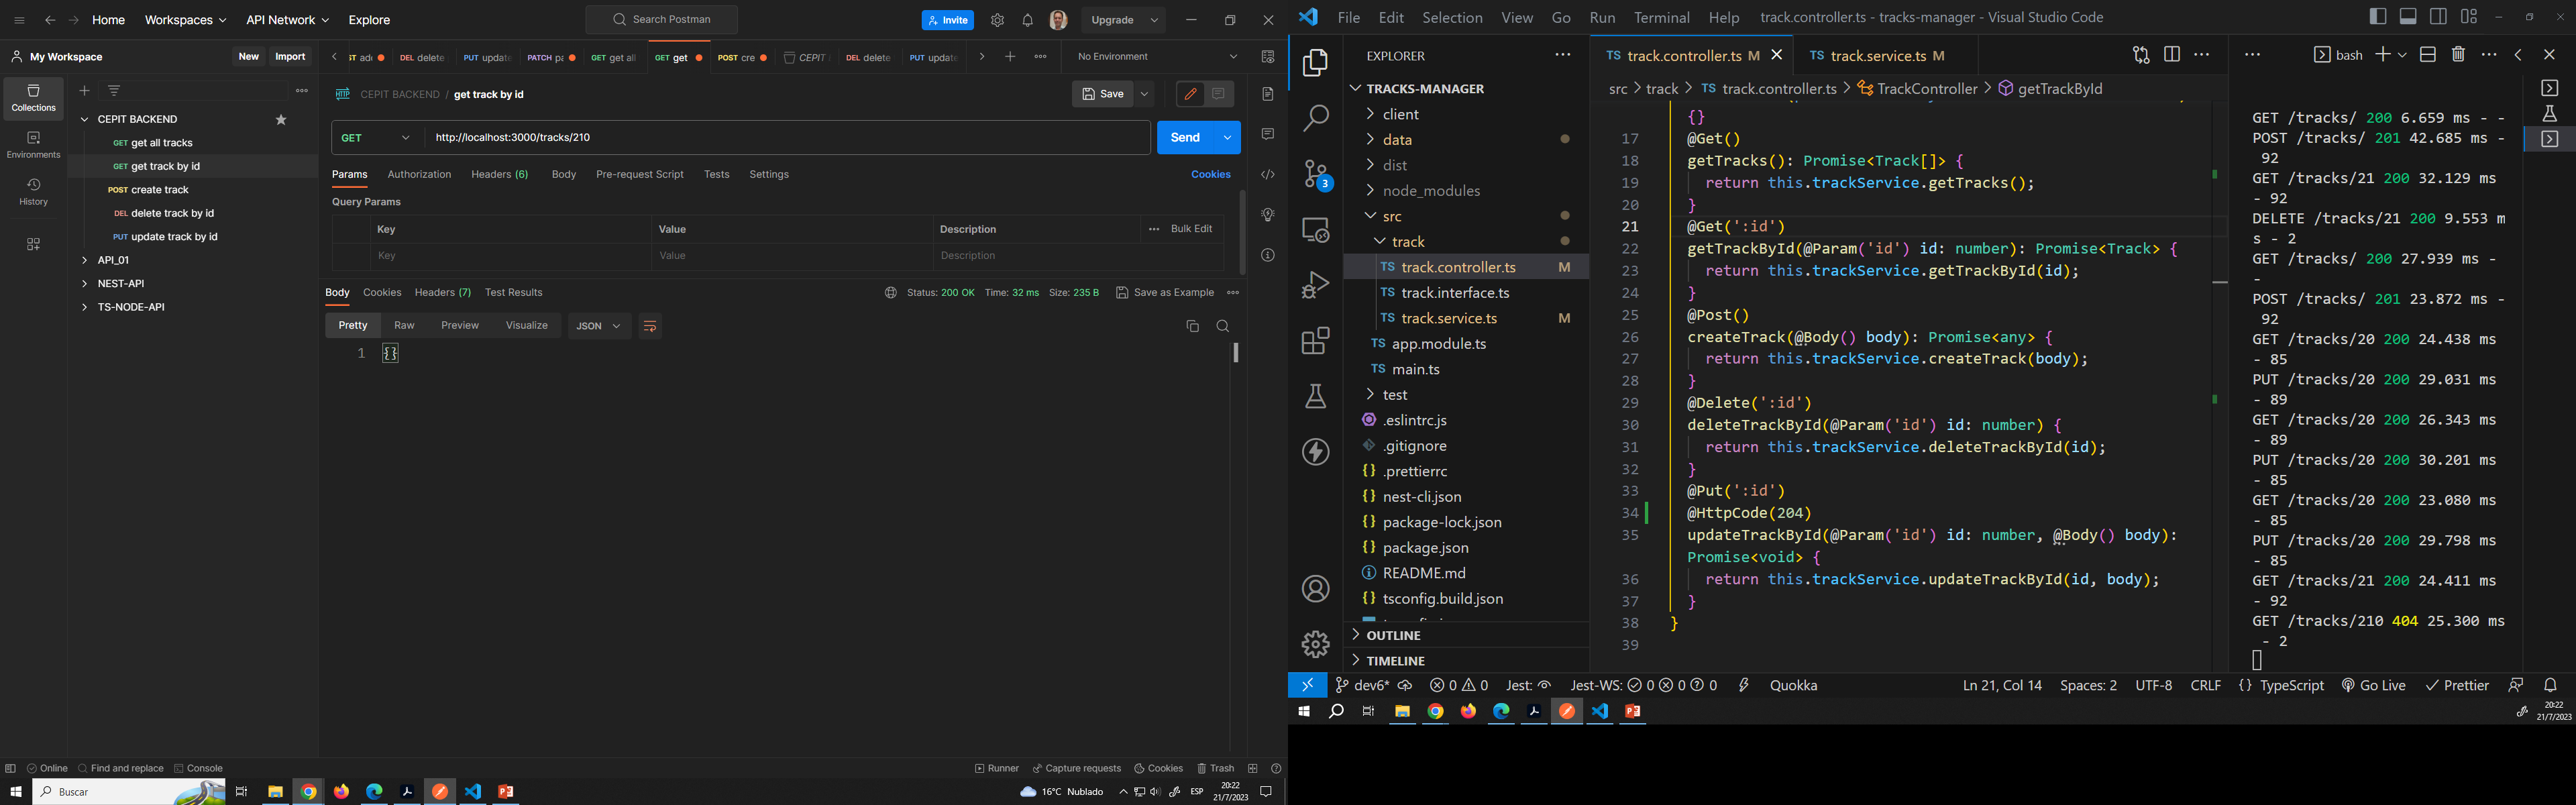 Home Workspaces API Network Explore Search Postman Invite Upgrade
My Workspace New Import
GET get all DEL delete PUT update PATCH GET get all GET get POST cre CEPIT DEL delete PUT update No Environment
Collections
Environments
History
CEPIT BACKEND
GET get all tracks
GET get track by id
POST create track
DEL delete track by id
PUT update track by id
API_01
NEST-API
TS-NODE-API
HTTP CEPIT BACKEND / get track by id Save
GET http://localhost:3000/tracks/210 Send
Params Authorization Headers (6) Body Pre-request Script Tests Settings Cookies
Query Params
Key Value Description Bulk Edit
Key Value Description
Body Cookies Headers (7) Test Results Status: 200 OK Time: 32 ms Size: 235 B Save as Example
Pretty Raw Preview Visualize JSON
1 {}
Online Find and replace Console Runner Capture requests Cookies Trash
Buscar 16°C Nublado ESP 20:22
21/7/2023
File Edit Selection View Go Run Terminal Help track.controller.ts - tracks-manager - Visual Studio Code
EXPLORER
3
TRACKS-MANAGER
client
data
dist
node_modules
src
track
TS track.controller.ts M
TS track.interface.ts
TS track.service.ts M
TS app.module.ts
TS main.ts
test
.eslintrc.js
.gitignore
.prettierrc
nest-cli.json
package-lock.json
package.json
README.md
tsconfig.build.json
OUTLINE
TIMELINE
TS track.controller.ts M TS track.service.ts M
src > track > TS track.controller.ts > TrackController > getTrackById
{}
17 @Get()
18 getTracks(): Promise<Track[]> {
19 return this.trackService.getTracks();
20 }
21 @Get(':id')
22 getTrackById(@Param('id') id: number): Promise<Track> {
23 return this.trackService.getTrackById(id);
24 }
25 @Post()
26 createTrack(@Body() body): Promise<any> {
27 return this.trackService.createTrack(body);
28 }
29 @Delete(':id')
30 deleteTrackById(@Param('id') id: number) {
31 return this.trackService.deleteTrackById(id);
32 }
33 @Put(':id')
34 @HttpCode(204)
35 updateTrackById(@Param('id') id: number, @Body() body):
Promise<void> {
36 return this.trackService.updateTrackById(id, body);
37 }
38 }
39
bash
GET /tracks/ 200 6.659 ms - -
POST /tracks/ 201 42.685 ms -
92
GET /tracks/21 200 32.129 ms
- 92
DELETE /tracks/21 200 9.553 m
s - 2
GET /tracks/ 200 27.939 ms -
-
POST /tracks/ 201 23.872 ms -
92
GET /tracks/20 200 24.438 ms
- 85
PUT /tracks/20 200 29.031 ms
- 89
GET /tracks/20 200 26.343 ms
- 89
PUT /tracks/20 200 30.201 ms
- 85
GET /tracks/20 200 23.080 ms
- 85
PUT /tracks/20 200 29.798 ms
- 85
GET /tracks/21 200 24.411 ms
- 92
GET /tracks/210 404 25.300 ms
- 2
dev6* 0 0 Jest: Jest-WS: 0 0 0 Quokka Ln 21, Col 14 Spaces: 2 UTF-8 CRLF {} TypeScript Go Live Prettier
20:22
21/7/2023